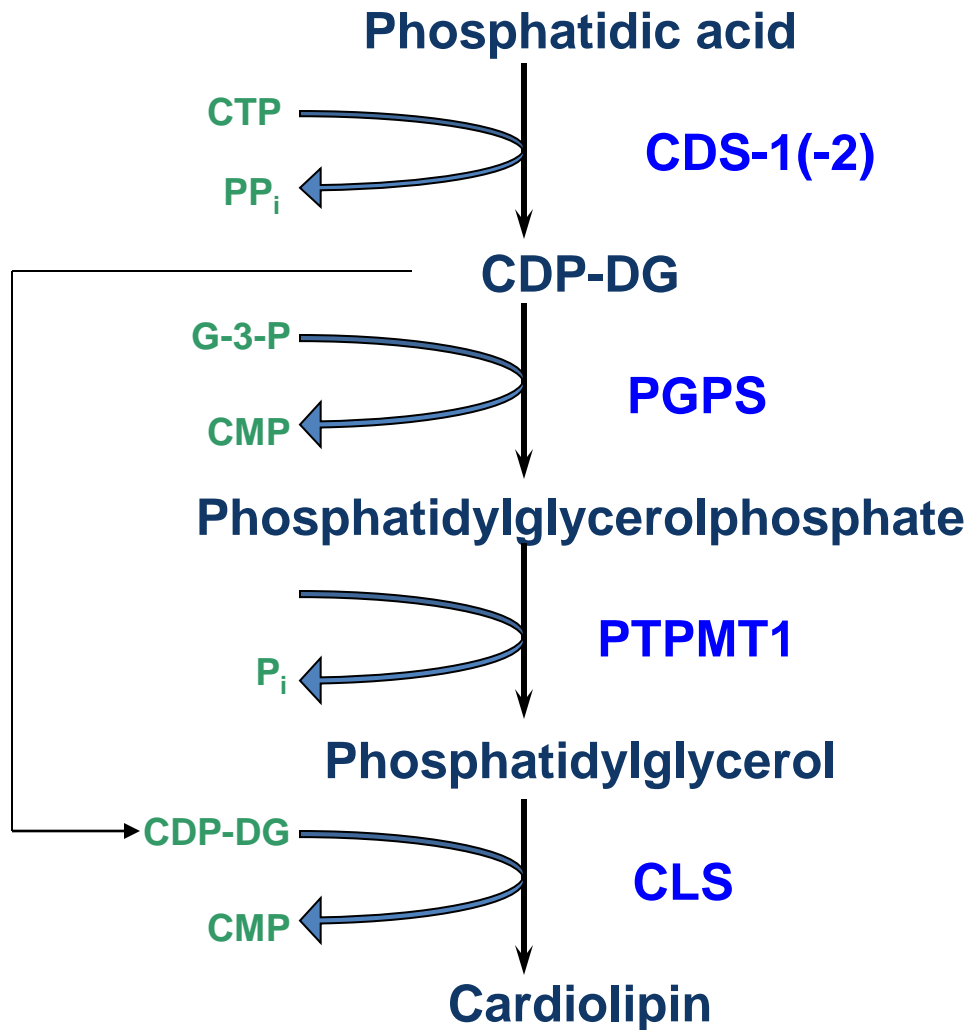 Phosphatidic acid
CTP
CDS-1(-2)
PPi
CDP-DG
G-3-P
PGPS
CMP
Phosphatidylglycerolphosphate
PTPMT1
Pi
Phosphatidylglycerol
CDP-DG
CLS
CMP
Cardiolipin